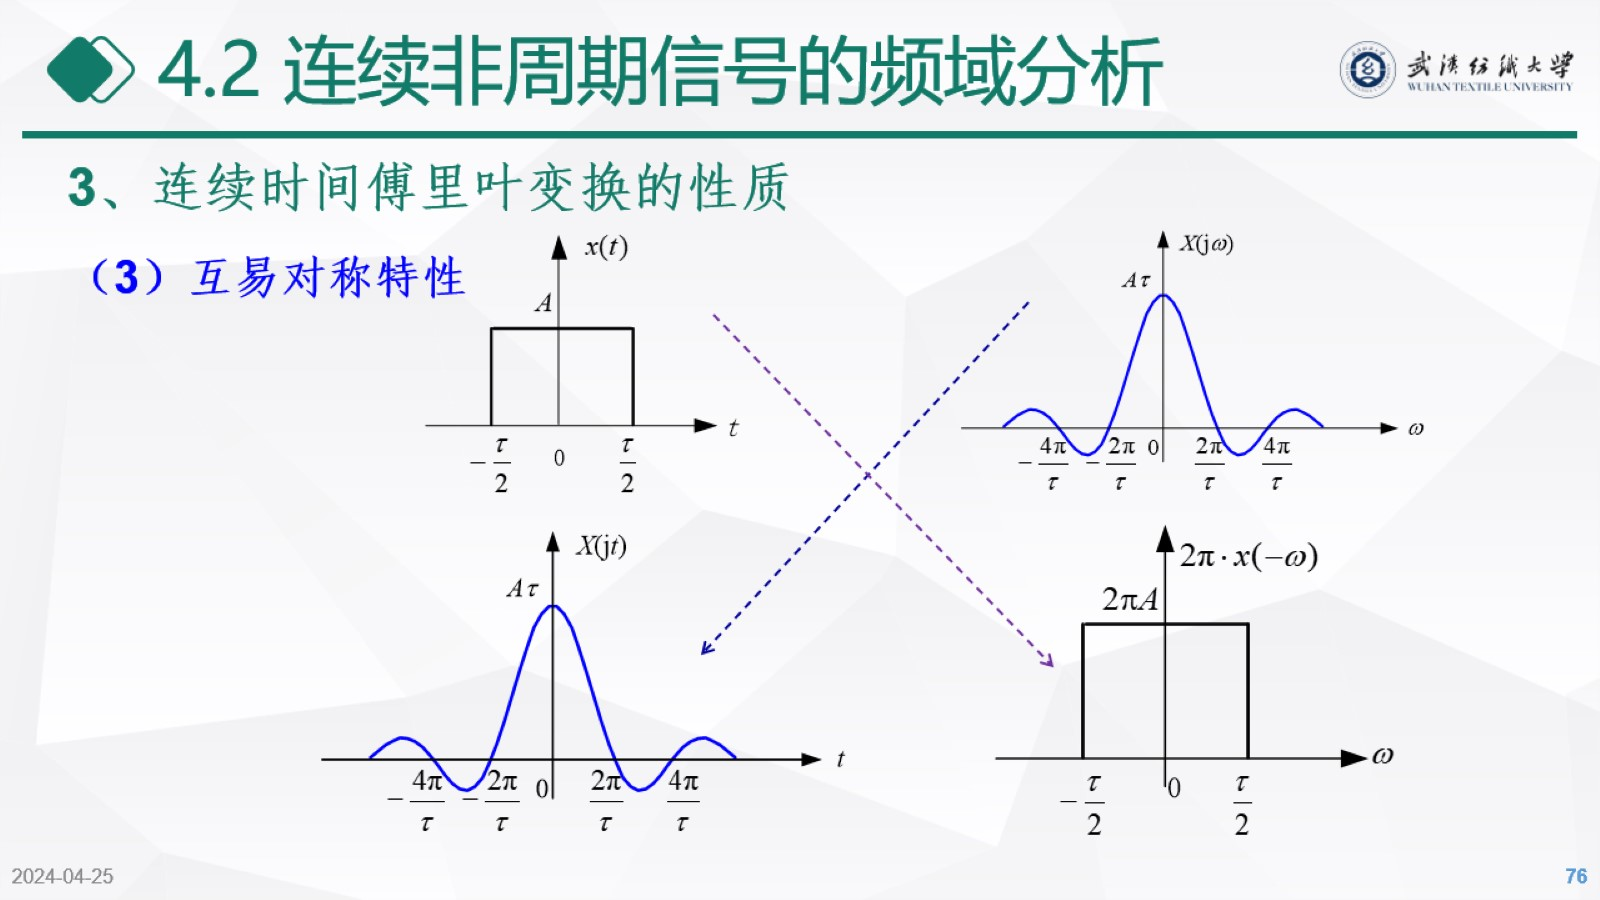 4.2 连续非周期信号的频域分析
武汉纺织大学
WUHAN TEXTILE UNIVERSITY
3、连续时间傅里叶变换的性质
（3）互易对称特性
x(t)
A
t
−τ/2 0 τ/2
X(jω)
Aτ
ω
−4π/τ −2π/τ 0 2π/τ 4π/τ
X(jt)
Aτ
t
−4π/τ −2π/τ 0 2π/τ 4π/τ
2π·x(−ω)
2πA
ω
−τ/2 0 τ/2
2024-04-25
76